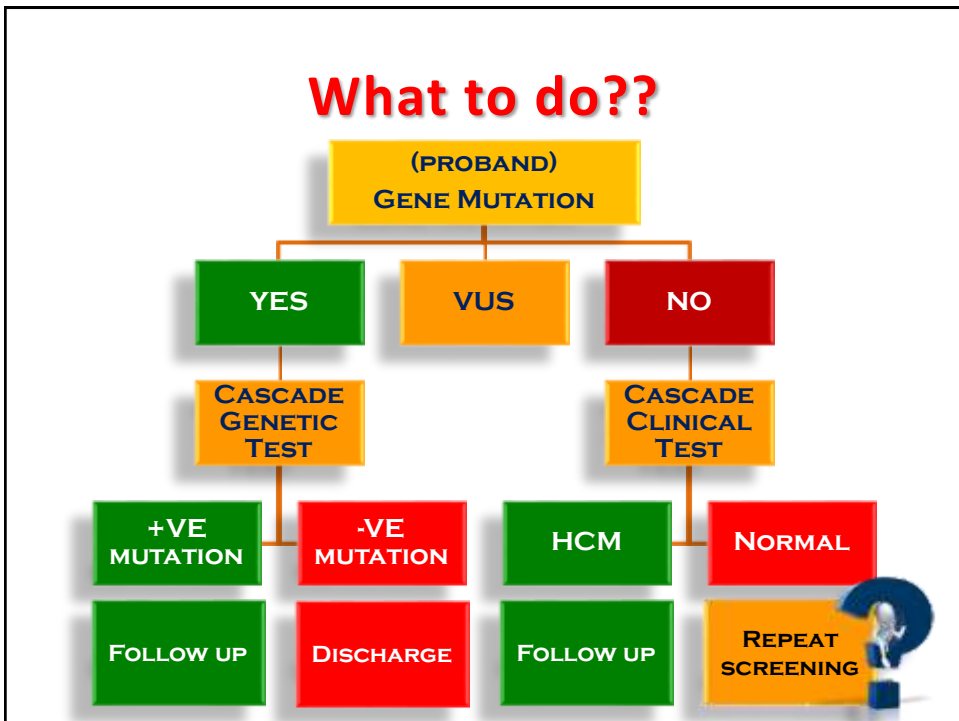 What to do??
(PROBAND)
GENE MUTATION
YES
VUS
NO
CASCADE
GENETIC
TEST
CASCADE
CLINICAL
TEST
+VE
MUTATION
-VE
MUTATION
HCM
NORMAL
FOLLOW UP
DISCHARGE
FOLLOW UP
REPEAT
SCREENING